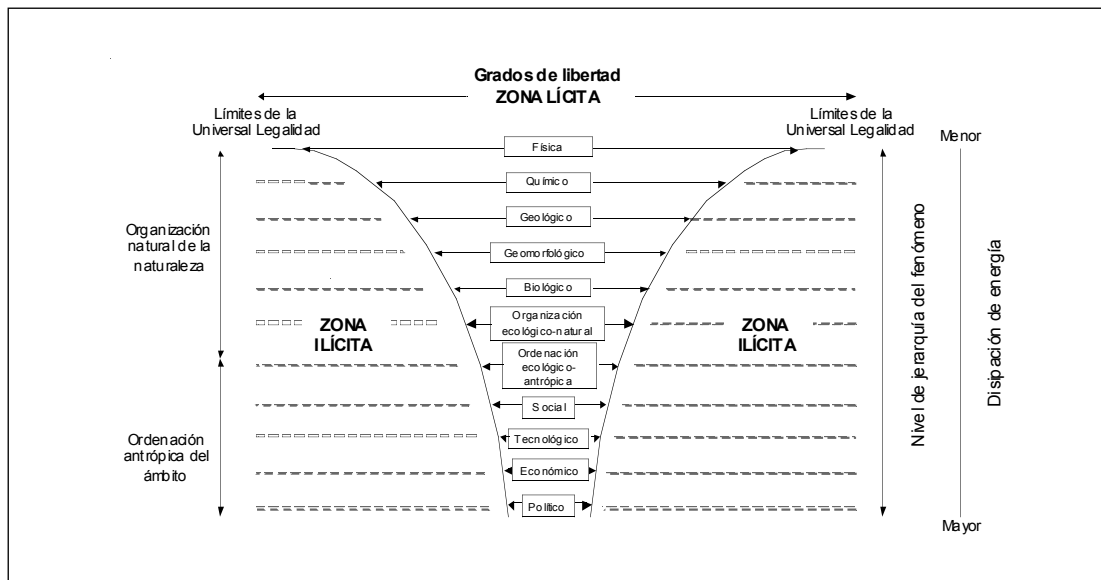 Grados de libertad
ZONA LÍCITA
Límites de la
Universal Legalidad
Límites de la
Universal Legalidad
Menor
Física
Químico
Geológico
Geomorfológico
Biológico
Organización
ecológico-natural
Ordenación
ecológico-
antrópica
Social
Tecnológico
Económico
Político
Organización
natural de la
naturaleza
Ordenación
antrópica del
ámbito
ZONA
ILÍCITA
ZONA
ILÍCITA
Nivel de jerarquía del fenómeno
Disipación de energía
Mayor